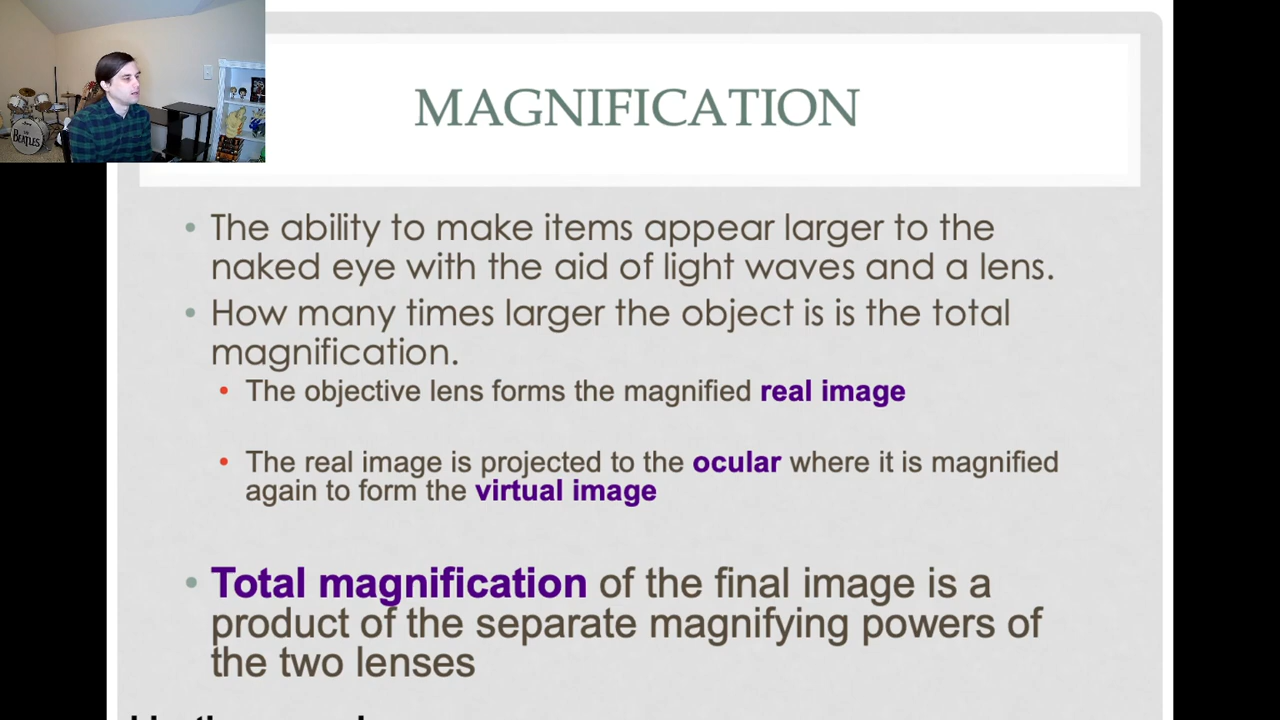 MAGNIFICATION
BEATLES
• The ability to make items appear larger to the
naked eye with the aid of light waves and a lens.
• How many times larger the object is is the total
magnification.
• The objective lens forms the magnified real image
• The real image is projected to the ocular where it is magnified
again to form the virtual image
• Total magnification of the final image is a
product of the separate magnifying powers of
the two lenses